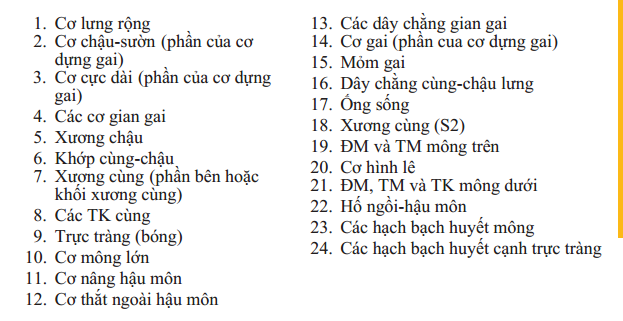 1. Cơ lưng rộng
2. Cơ chậu-sườn (phần của cơ
dựng gai)
3. Cơ cực dài (phần của cơ dựng
gai)
4. Các cơ gian gai
5. Xương chậu
6. Khớp cùng-chậu
7. Xương cùng (phần bên hoặc
khối xương cùng)
8. Các TK cùng
9. Trực tràng (bóng)
10. Cơ mông lớn
11. Cơ nâng hậu môn
12. Cơ thắt ngoài hậu môn
13. Các dây chằng gian gai
14. Cơ gai (phần cua cơ dựng gai)
15. Mỏm gai
16. Dây chằng cùng-chậu lưng
17. Ống sống
18. Xương cùng (S2)
19. ĐM và TM mông trên
20. Cơ hình lê
21. ĐM, TM và TK mông dưới
22. Hố ngồi-hậu môn
23. Các hạch bạch huyết mông
24. Các hạch bạch huyết cạnh trực tràng